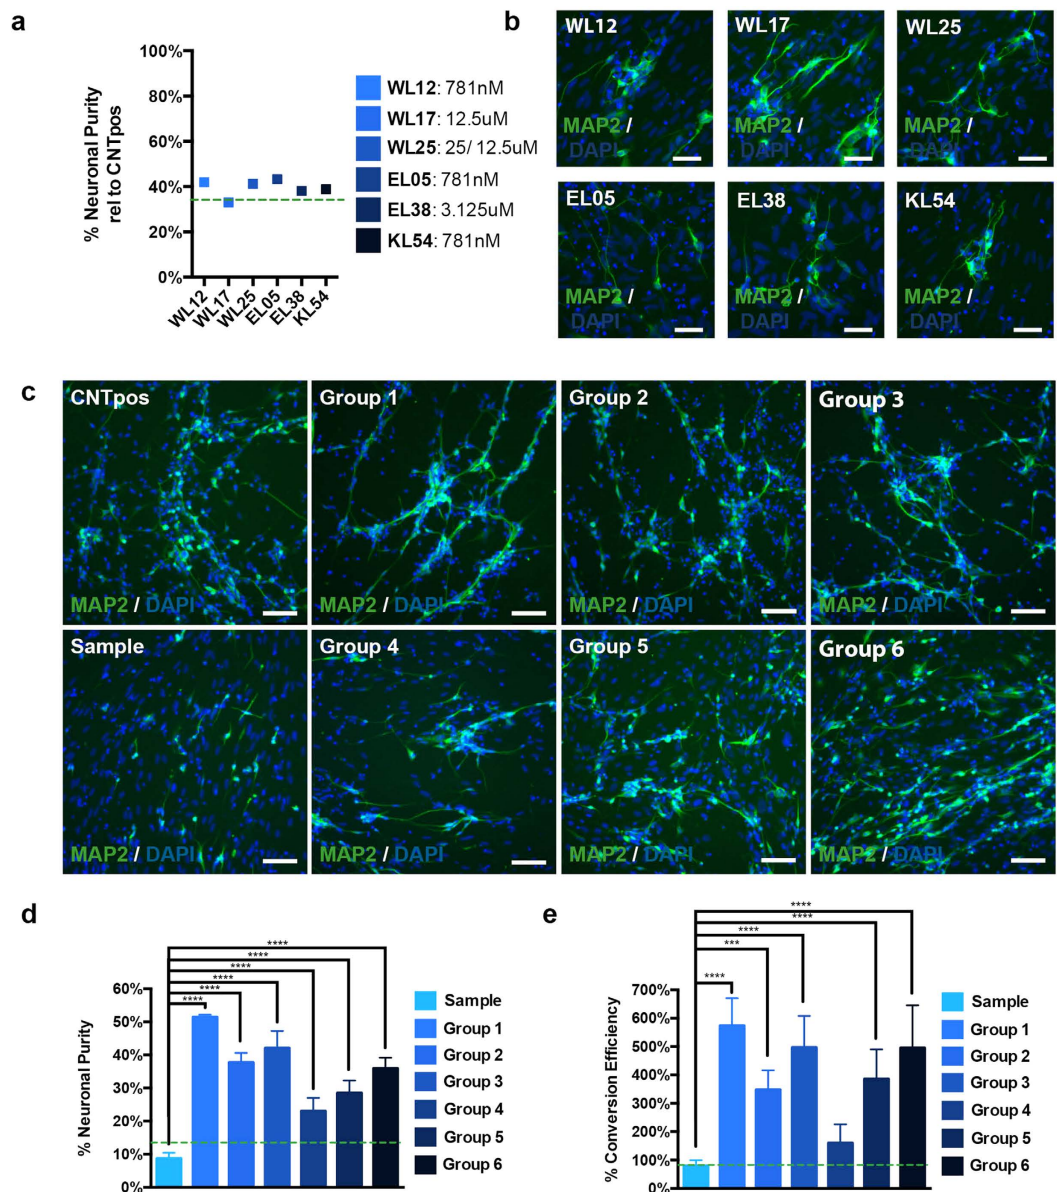 a
100%
80%
60%
40%
20%
0%
% Neuronal Purity
rel to CNTpos
WL12
WL17
WL25
EL05
EL38
KL54
WL12: 781nM
WL17: 12.5uM
WL25: 25/ 12.5uM
EL05: 781nM
EL38: 3.125uM
KL54: 781nM
b
WL12
MAP2 /
DAPI
WL17
MAP2 /
DAPI
WL25
MAP2 /
DAPI
EL05
MAP2 /
DAPI
EL38
MAP2 /
DAPI
KL54
MAP2 /
DAPI
c
CNTpos
MAP2 / DAPI
Group 1
MAP2 / DAPI
Group 2
MAP2 / DAPI
Group 3
MAP2 / DAPI
Sample
MAP2 / DAPI
Group 4
MAP2 / DAPI
Group 5
MAP2 / DAPI
Group 6
MAP2 / DAPI
d
****
****
****
****
****
****
60%
50%
40%
30%
20%
10%
0%
% Neuronal Purity
Sample
Group 1
Group 2
Group 3
Group 4
Group 5
Group 6
e
****
****
****
***
****
700%
600%
500%
400%
300%
200%
100%
0%
% Conversion Efficiency
Sample
Group 1
Group 2
Group 3
Group 4
Group 5
Group 6